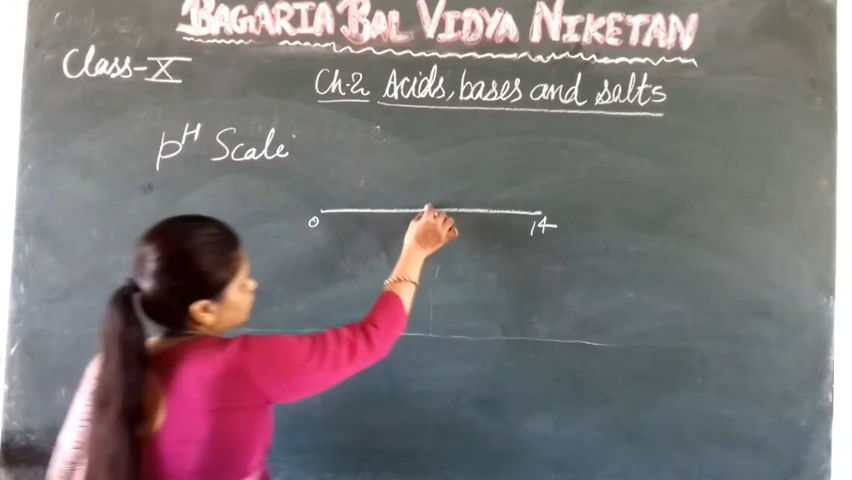 BAGARIA BAL VIDYA NIKETAN
Class-X
Ch-2 Acids, bases and salts
pH Scale
0 14